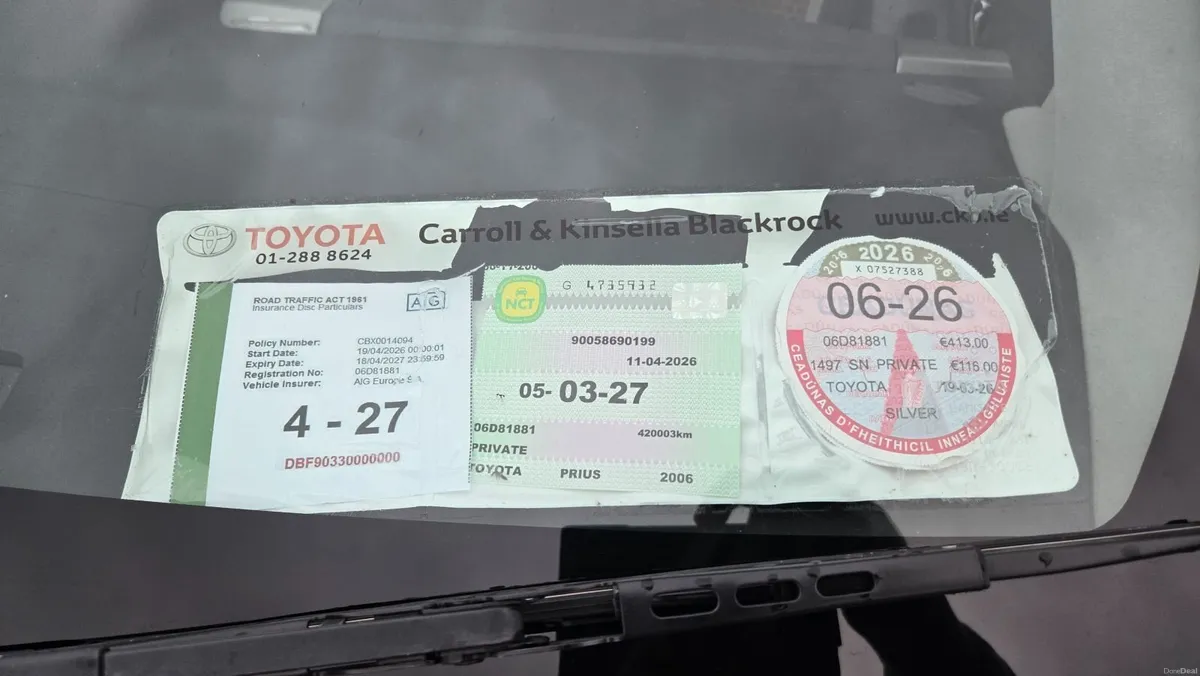 TOYOTA
01-288 8624
Carroll & Kinsella Blackrock
ROAD TRAFFIC ACT 1961
Insurance Disc Particulars
AIG
Policy Number: CBX0014094
Start Date: 19/04/2026 00:00:01
Expiry Date: 18/04/2027 23:59:59
Registration No: 06D81881
Vehicle Insurer: AIG Europe S.A.
4 - 27
DBF90330000000
NCT
G 4735932
90058690199
11-04-2026
05- 03-27
06D81881
420003km
PRIVATE
TOYOTA PRIUS 2006
2026 2026 2026
X 07527388
06-26
06D81881 €413.00
1497 SN PRIVATE €116.00
TOYOTA 19-03-26
SILVER
CEADÚNAS D'FHEITHICIL INNEALGHLUAISTE
DoneDeal